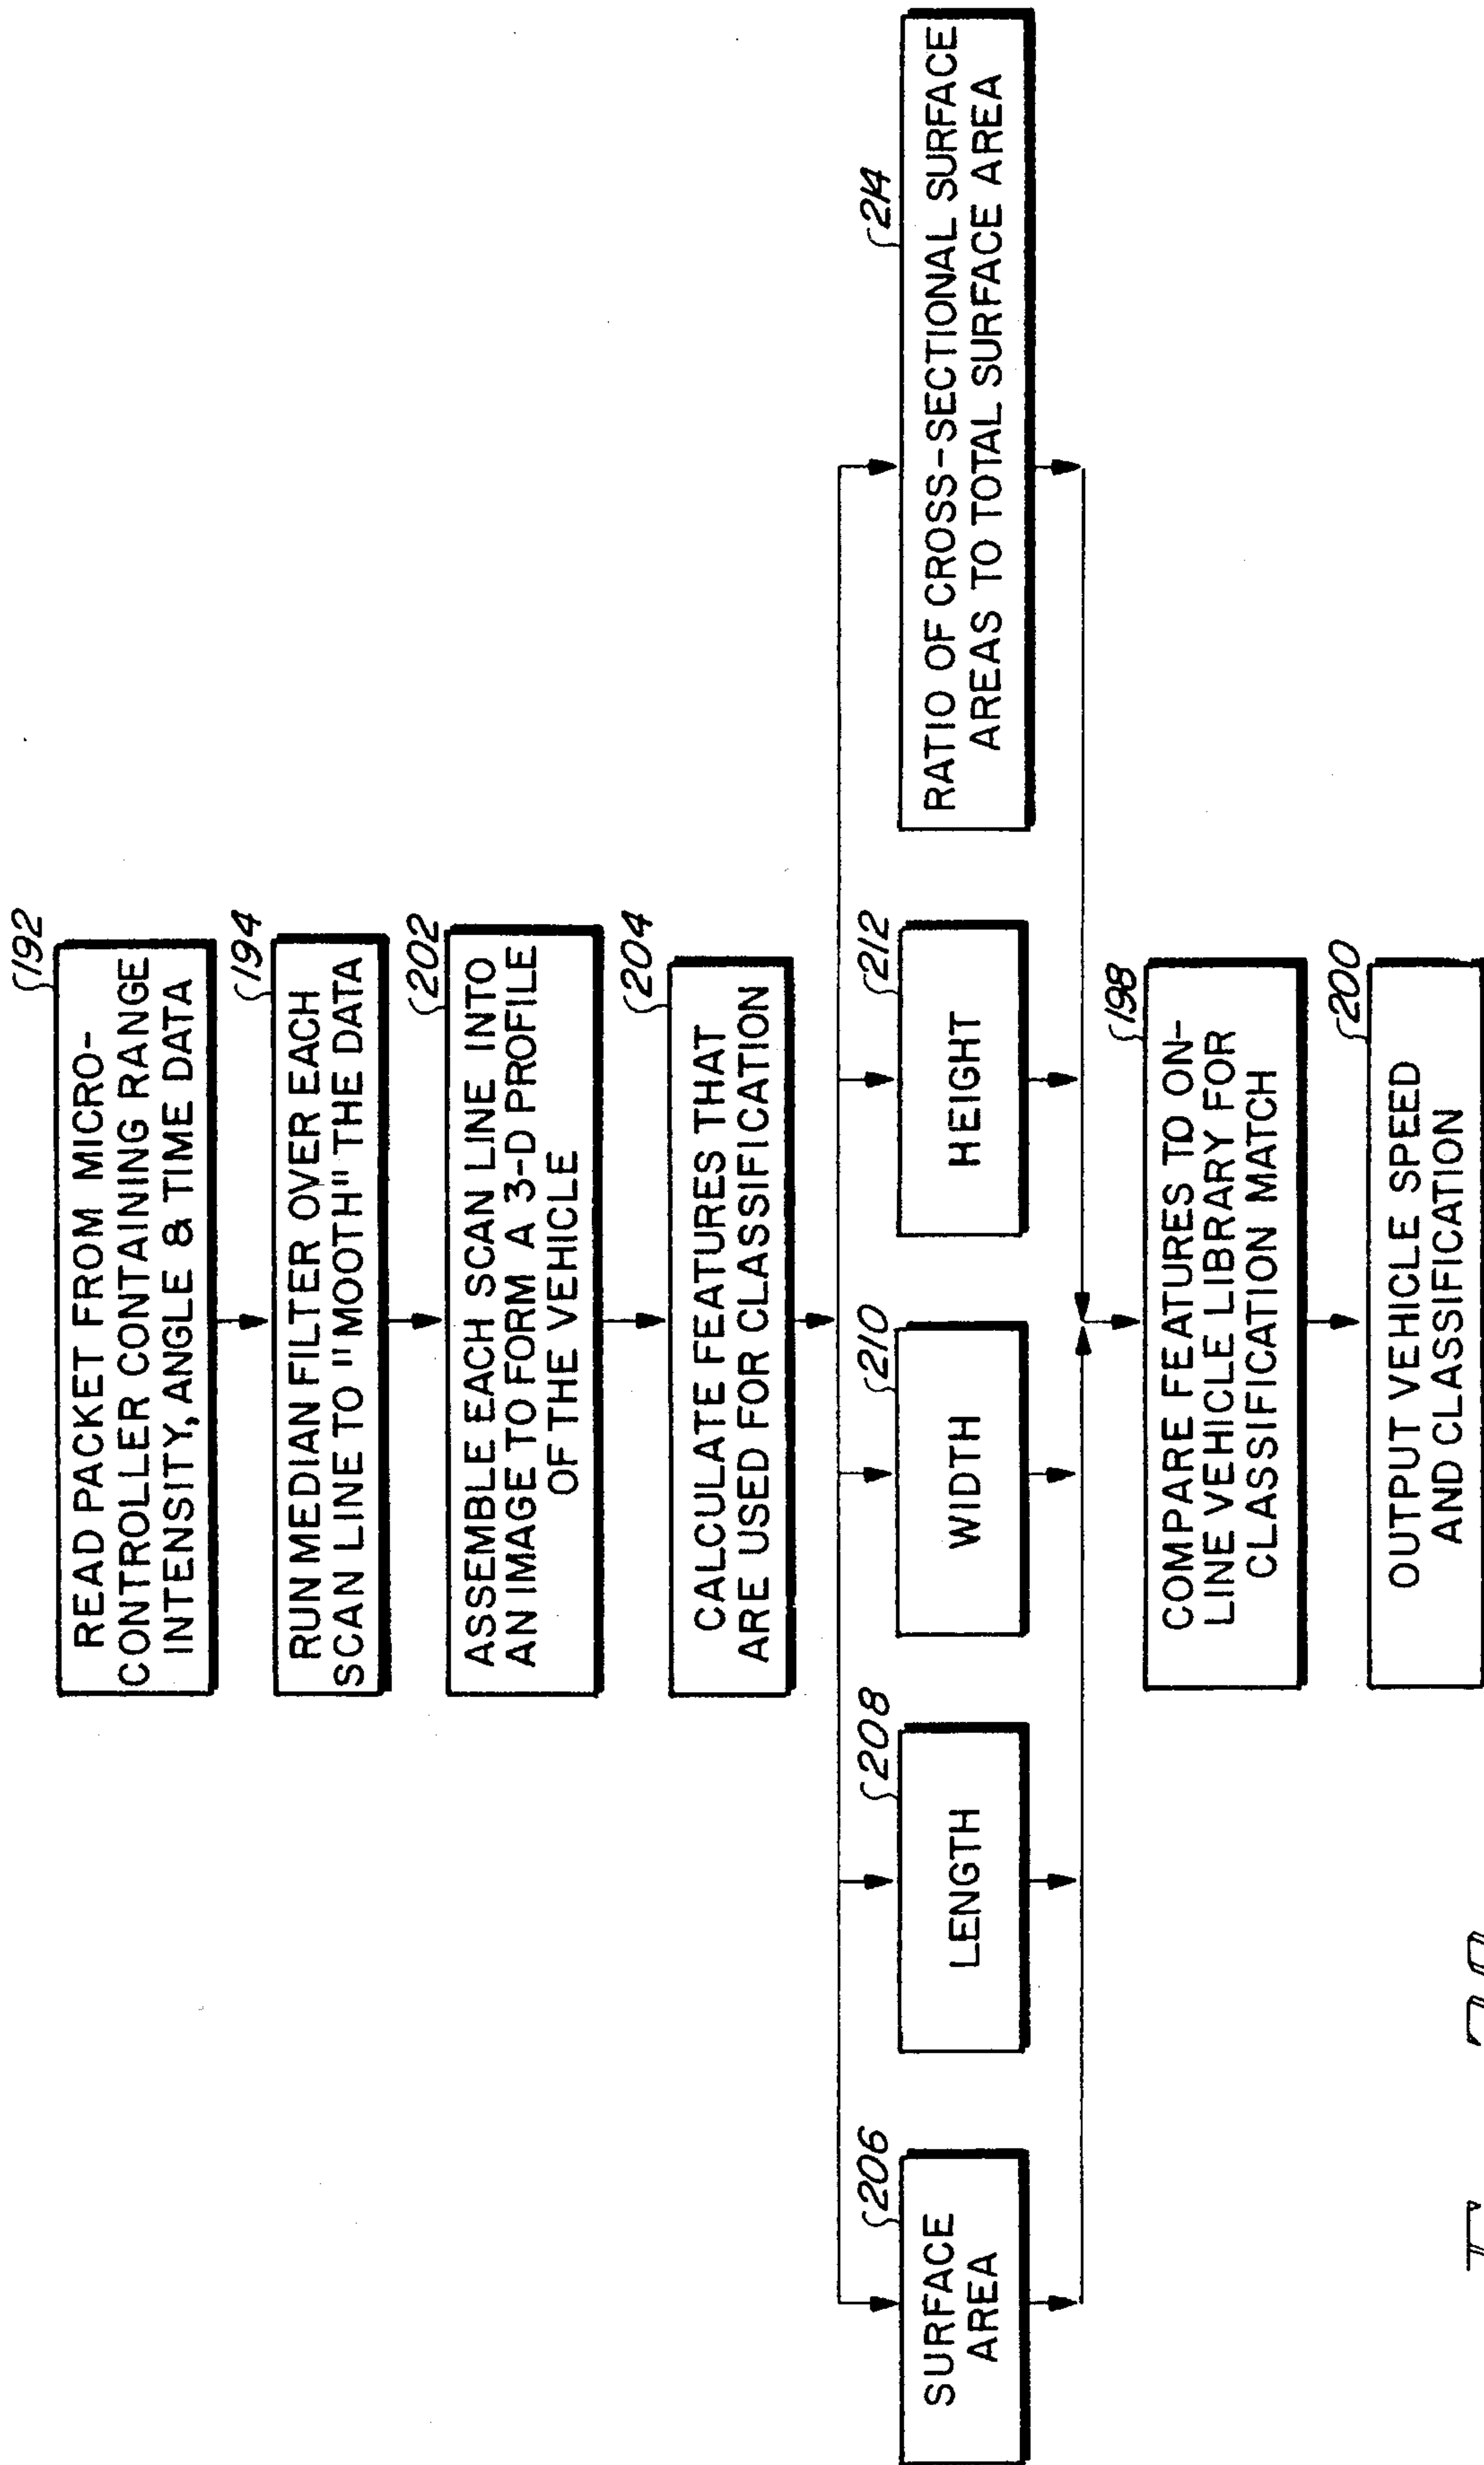 192
READ PACKET FROM MICRO-
CONTROLLER CONTAINING RANGE
INTENSITY, ANGLE & TIME DATA
194
RUN MEDIAN FILTER OVER EACH
SCAN LINE TO "MOOTH" THE DATA
202
ASSEMBLE EACH SCAN LINE INTO
AN IMAGE TO FORM A 3-D PROFILE
OF THE VEHICLE
204
CALCULATE FEATURES THAT
ARE USED FOR CLASSIFICATION
206
SURFACE
AREA
208
LENGTH
210
WIDTH
212
HEIGHT
214
RATIO OF CROSS-SECTIONAL SURFACE
AREAS TO TOTAL SURFACE AREA
198
COMPARE FEATURES TO ON-
LINE VEHICLE LIBRARY FOR
CLASSIFICATION MATCH
200
OUTPUT VEHICLE SPEED
AND CLASSIFICATION